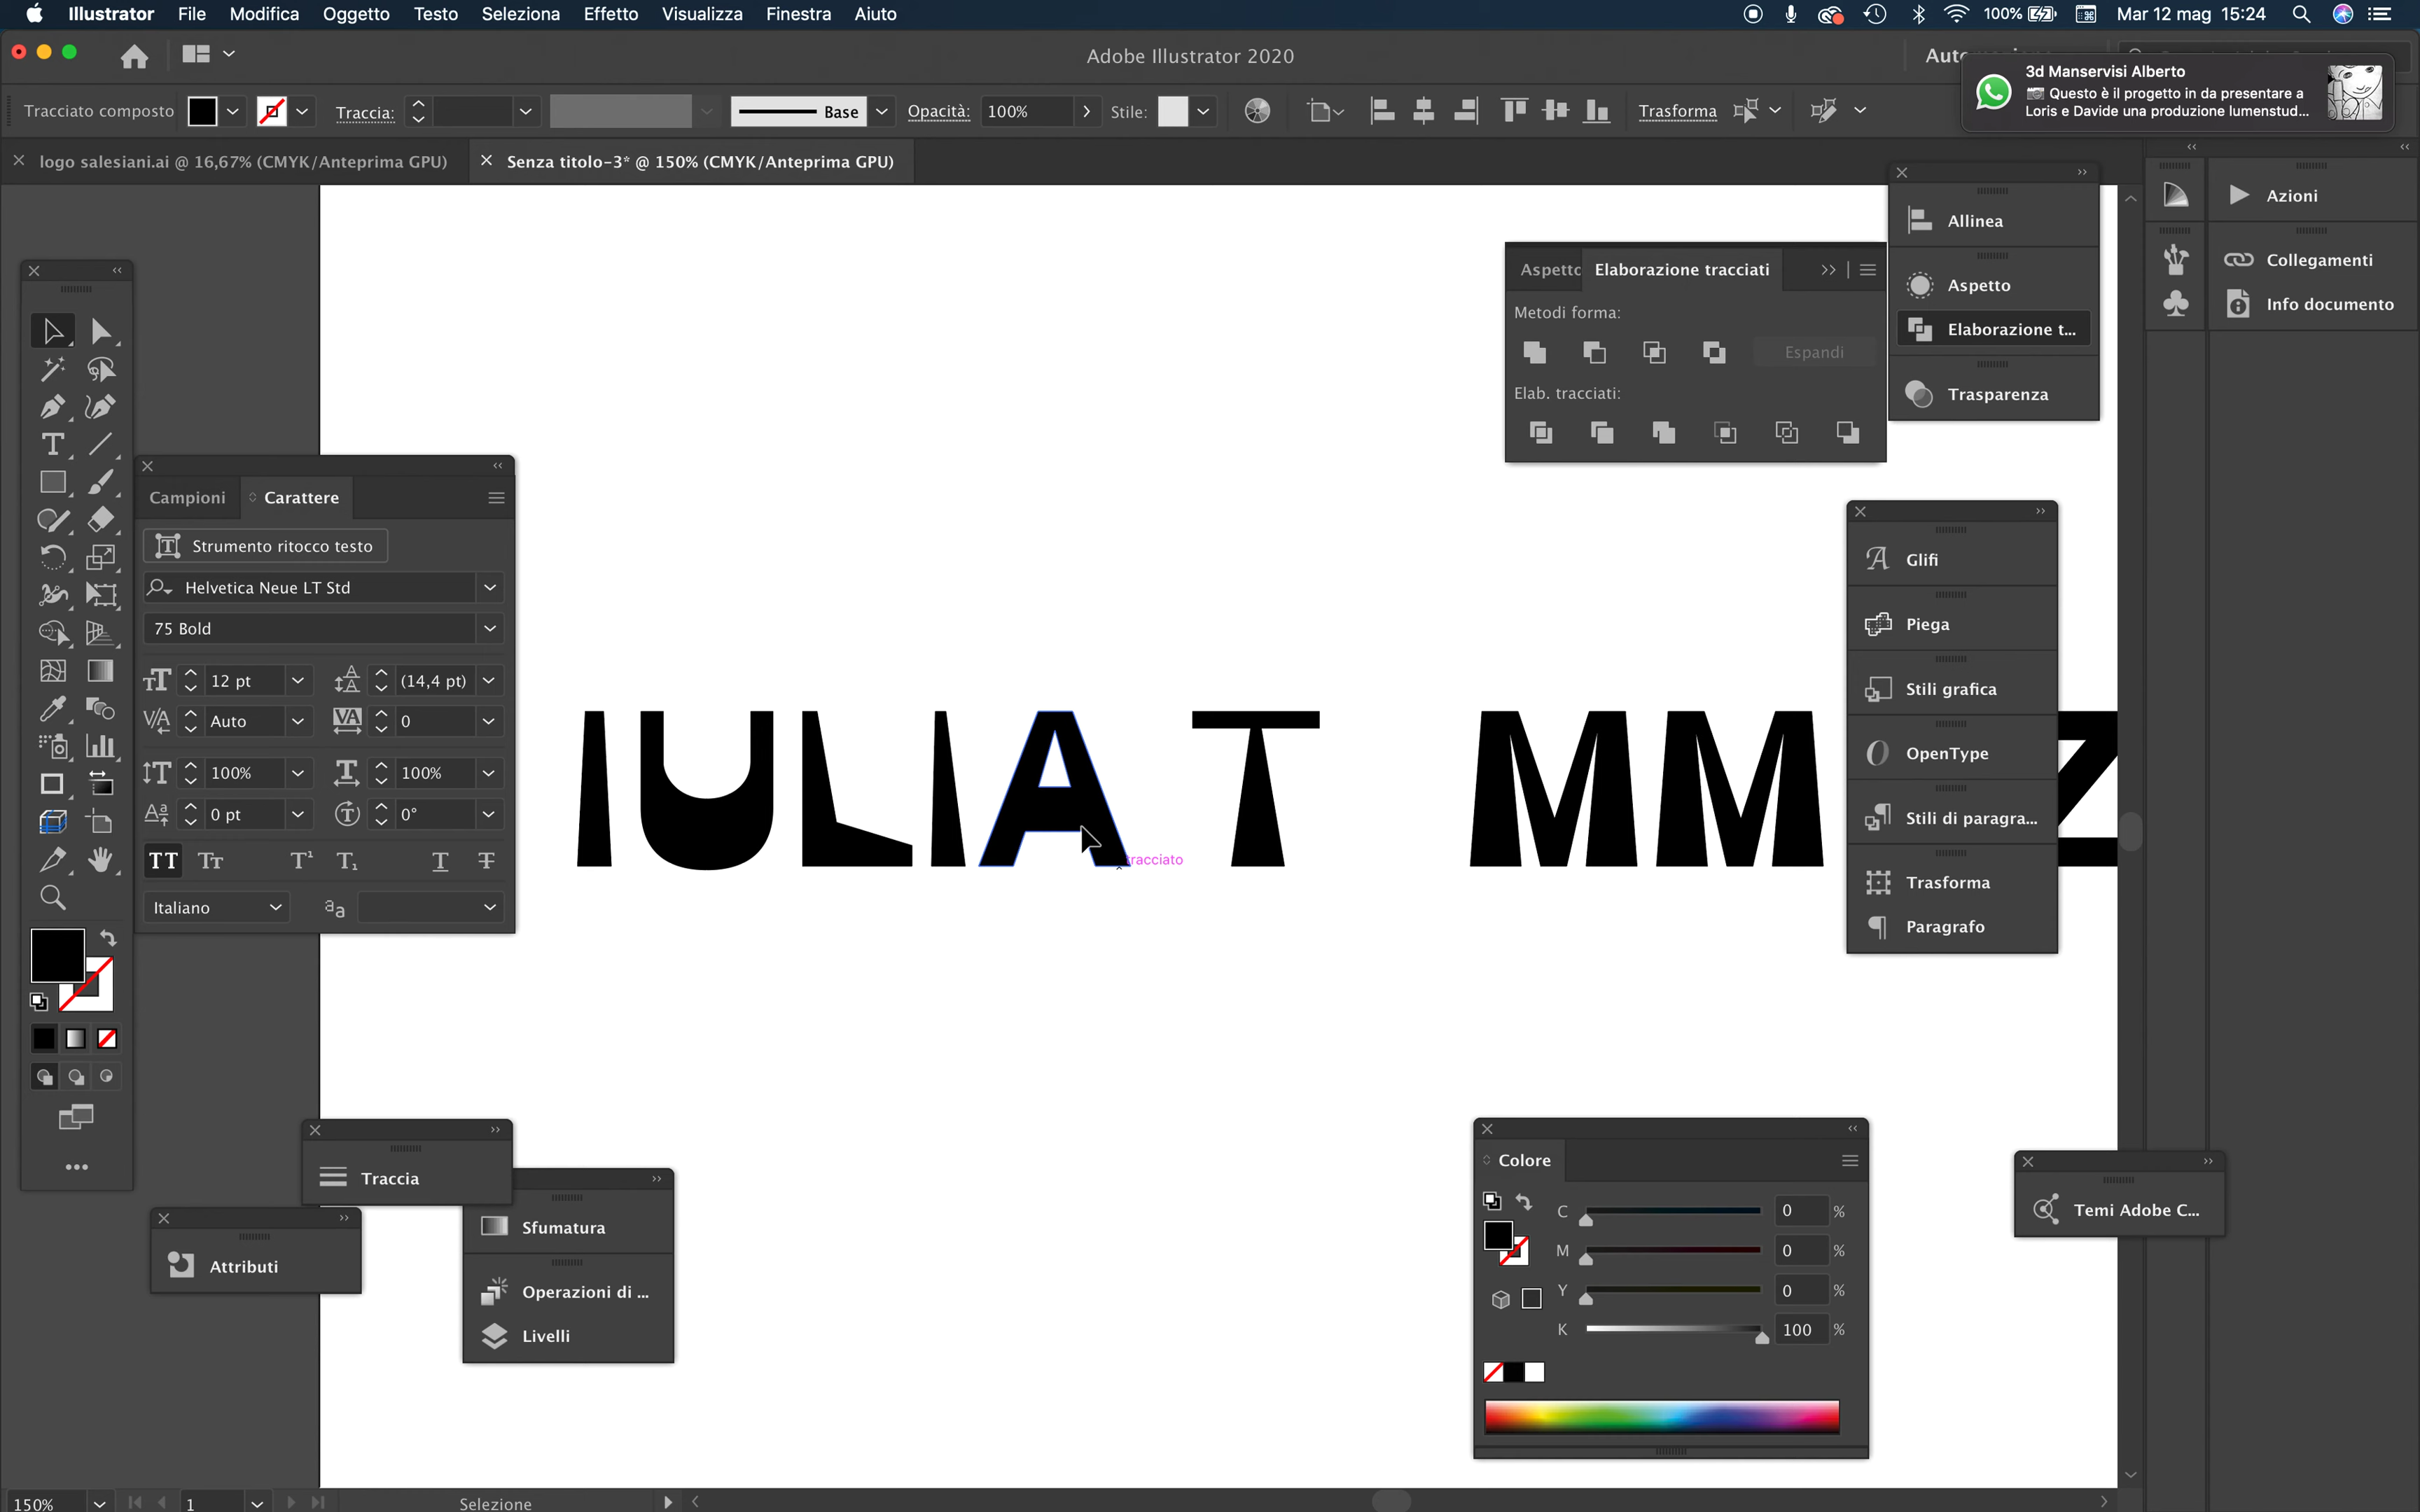 Illustrator File Modifica Oggetto Testo Seleziona Effetto Visualizza Finestra Aiuto 100% Mar 12 mag 15:24
Adobe Illustrator 2020
3d Manservisi Alberto
Questo è il progetto in da presentare a
Loris e Davide una produzione lumenstud...
Tracciato composto Traccia: Base Opacità: 100% Stile: Trasforma
logo salesiani.ai @ 16,67% (CMYK/Anteprima GPU) Senza titolo-3* @ 150% (CMYK/Anteprima GPU)
Azioni
Collegamenti
Info documento
Allinea
Aspetto
Elaborazione t...
Trasparenza
Aspetto Elaborazione tracciati
Metodi forma:
Espandi
Elab. tracciati:
Campioni Carattere
Strumento ritocco testo
Helvetica Neue LT Std
75 Bold
12 pt (14,4 pt)
Auto 0
100% 100%
0 pt 0°
Italiano
IULIA T MM Z
tracciato
Glifi
Piega
Stili grafica
OpenType
Stili di paragra...
Trasforma
Paragrafo
Traccia
Attributi
Sfumatura
Operazioni di ...
Livelli
Colore
C 0 %
M 0 %
Y 0 %
K 100 %
Temi Adobe C...
150% 1 Selezione